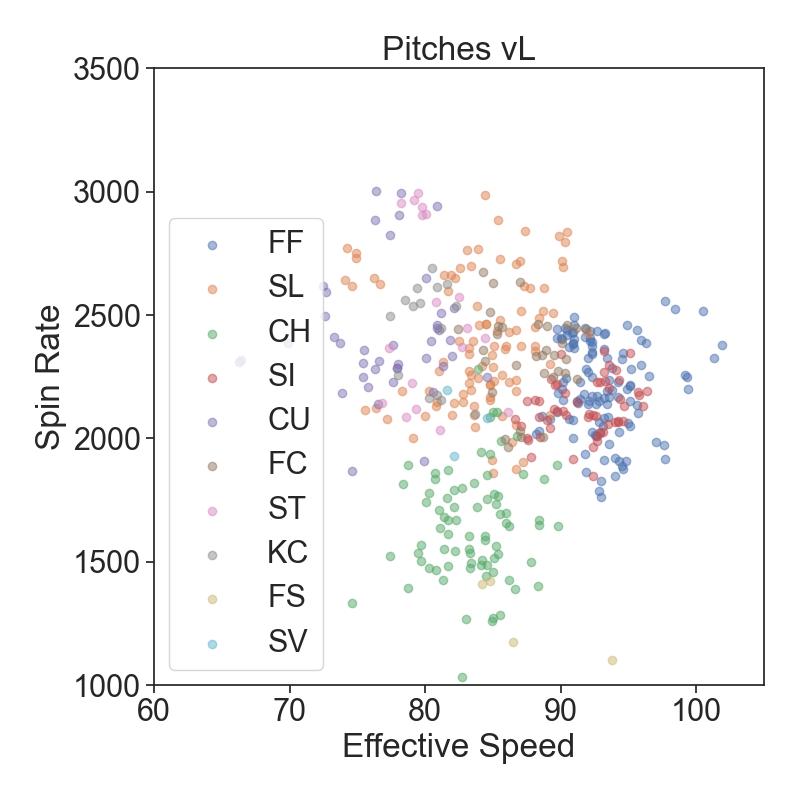 Pitches vL
3500
3000
2500
2000
1500
1000
Spin Rate
FF
SL
CH
SI
CU
FC
ST
KC
FS
SV
60
70
80
90
100
Effective Speed